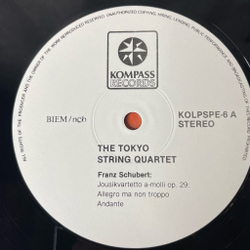 KOMPASS
RECORDS
BIEM/ncb
KOLPSPE-6 A
STEREO
THE TOKYO
STRING QUARTET
Franz Schubert:
Jousikvartetto a-molli op. 29:
Allegro ma non troppo
Andante